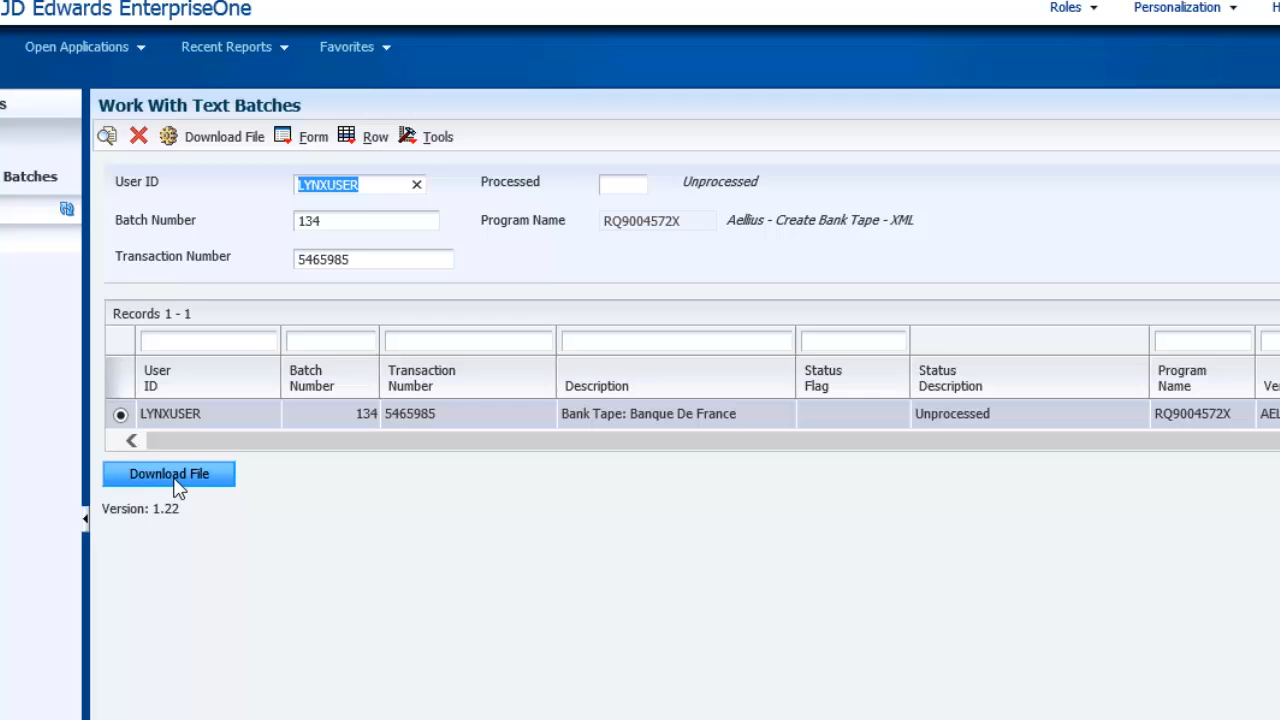 JD Edwards EnterpriseOne
Roles Personalization H
Open Applications Recent Reports Favorites
s
Work With Text Batches
Download File Form Row Tools
Batches
User ID LYNXUSER Processed Unprocessed
Batch Number 134 Program Name RQ9004572X Aellius - Create Bank Tape - XML
Transaction Number 5465985
Records 1 - 1
User ID Batch Number Transaction Number Description Status Flag Status Description Program Name Ve
LYNXUSER 134 5465985 Bank Tape: Banque De France Unprocessed RQ9004572X AEL
Download File
Version: 1.22